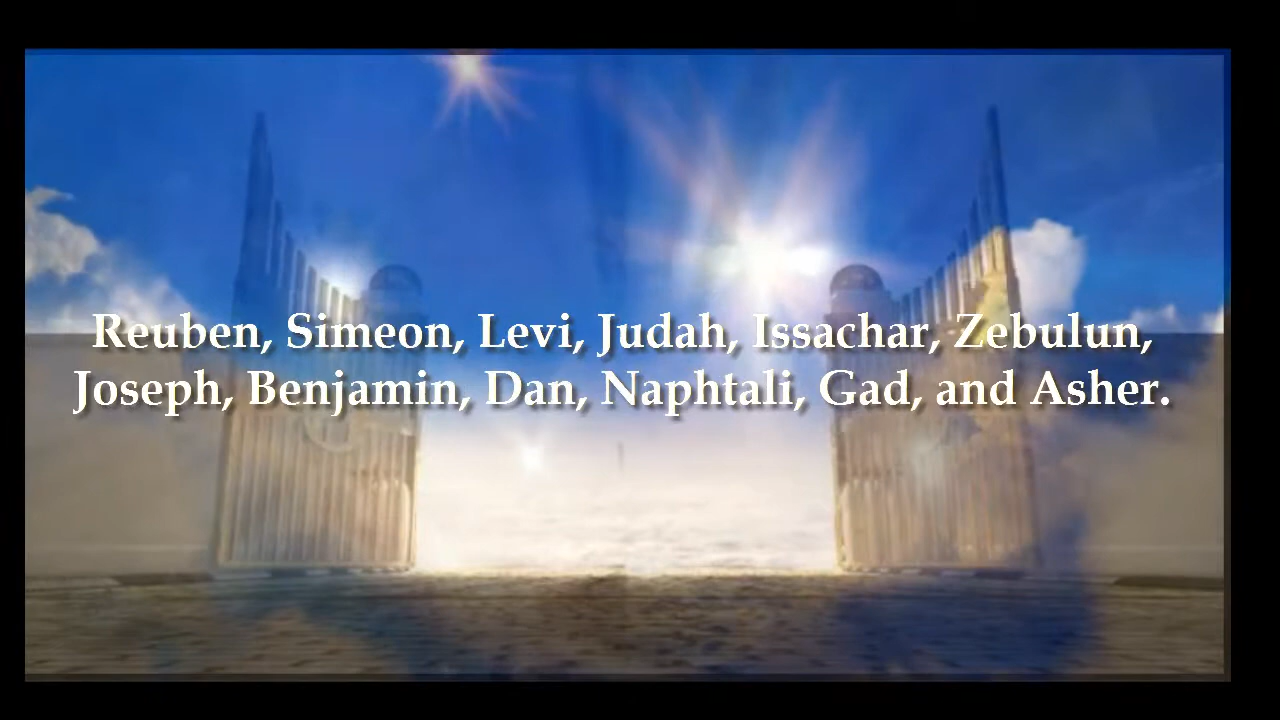 Reuben, Simeon, Levi, Judah, Issachar, Zebulun,
Joseph, Benjamin, Dan, Naphtali, Gad, and Asher.